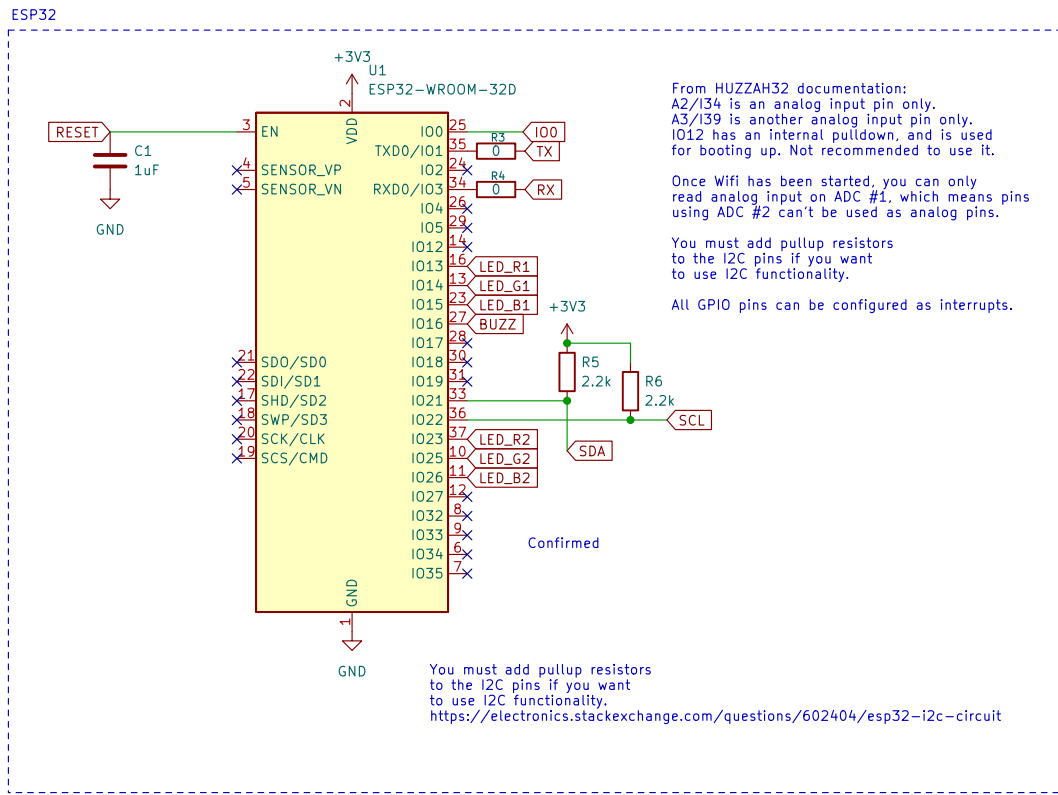 ESP32
+3V3
U1
ESP32-WROOM-32D
2
VDD
RESET
3
EN
C1
1uF
GND
4
SENSOR_VP
5
SENSOR_VN
21
SDO/SD0
22
SDI/SD1
17
SHD/SD2
18
SWP/SD3
20
SCK/CLK
19
SCS/CMD
IO0
25
IO0
TXD0/IO1
35
R3
0
TX
IO2
24
RXD0/IO3
34
R4
0
RX
IO4
26
IO5
29
IO12
14
IO13
16
LED_R1
IO14
13
LED_G1
IO15
23
LED_B1
IO16
27
BUZZ
IO17
28
IO18
30
IO19
31
IO21
33
IO22
36
IO23
37
LED_R2
IO25
10
LED_G2
IO26
11
LED_B2
IO27
12
IO32
8
IO33
9
IO34
6
IO35
7
GND
1
GND
+3V3
R5
2.2k
R6
2.2k
SCL
SDA
Confirmed
From HUZZAH32 documentation:
A2/I34 is an analog input pin only.
A3/I39 is another analog input pin only.
IO12 has an internal pulldown, and is used
for booting up. Not recommended to use it.
Once Wifi has been started, you can only
read analog input on ADC #1, which means pins
using ADC #2 can't be used as analog pins.
You must add pullup resistors
to the I2C pins if you want
to use I2C functionality.
All GPIO pins can be configured as interrupts.
You must add pullup resistors
to the I2C pins if you want
to use I2C functionality.
https://electronics.stackexchange.com/questions/602404/esp32-i2c-circuit